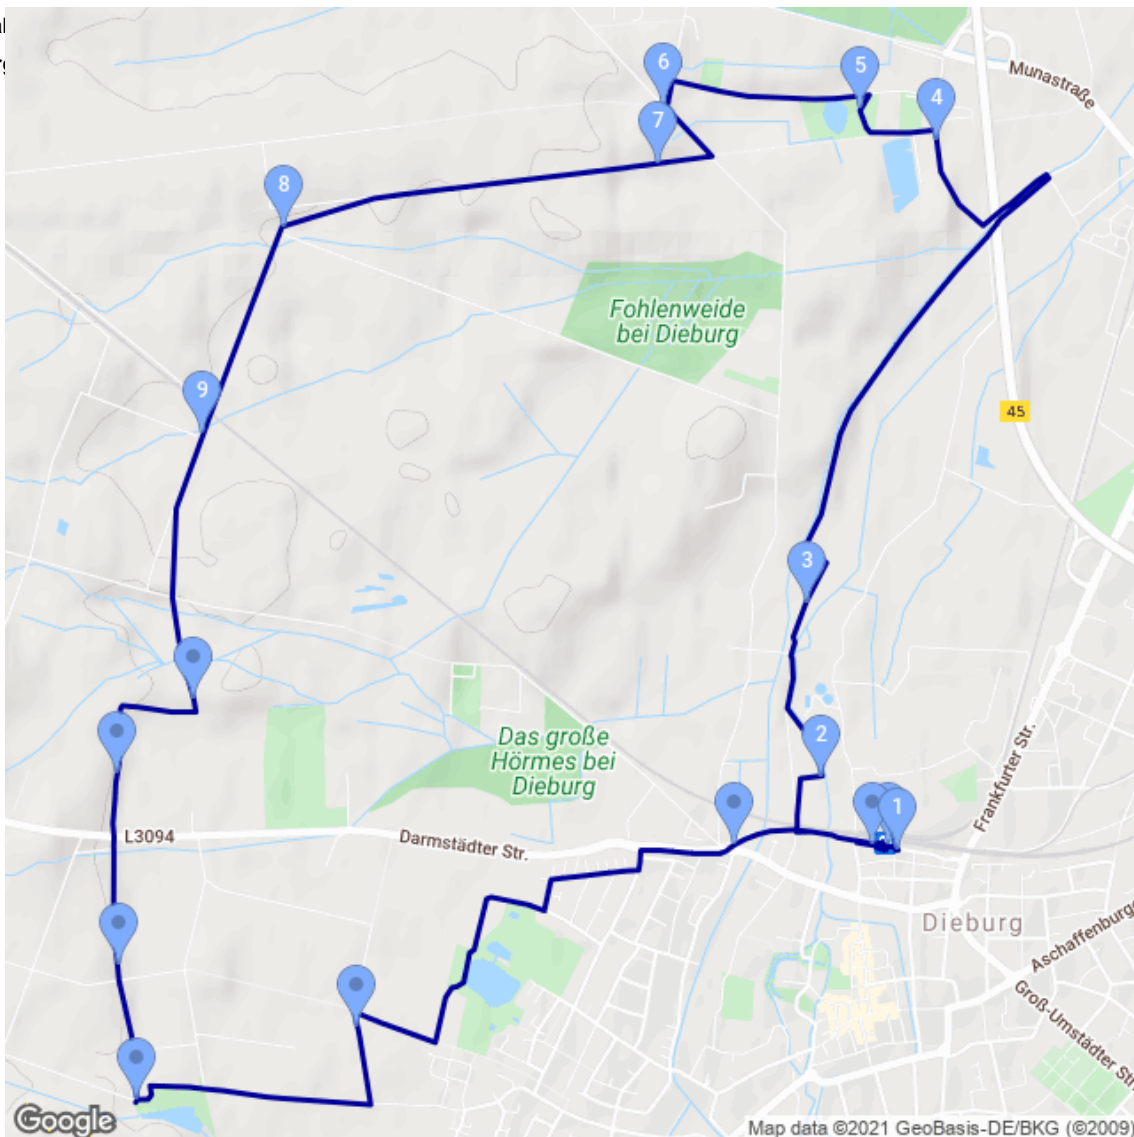 6
5
4
Munastraße
7
8
Fohlenweide
bei Dieburg
9
45
3
Das große
Hörmes bei
Dieburg
2
Frankfurter Str.
1
L3094
Darmstädter Str.
Dieburg
Aschaffenburge
Groß-Umstädter Str.
Google
Map data ©2021 GeoBasis-DE/BKG (©2009)